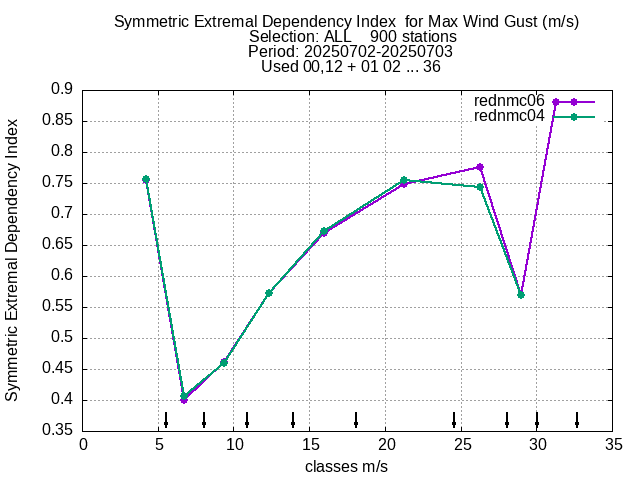 Symmetric Extremal Dependency Index  for Max Wind Gust (m/s)
Selection: ALL    900 stations
Period: 20250702-20250703
Used 00,12 + 01 02 ... 36
rednmc06
rednmc04
0.9
0.85
0.8
0.75
0.7
0.65
0.6
0.55
0.5
0.45
0.4
0.35
Symmetric Extremal Dependency Index
0 5 10 15 20 25 30 35
classes m/s